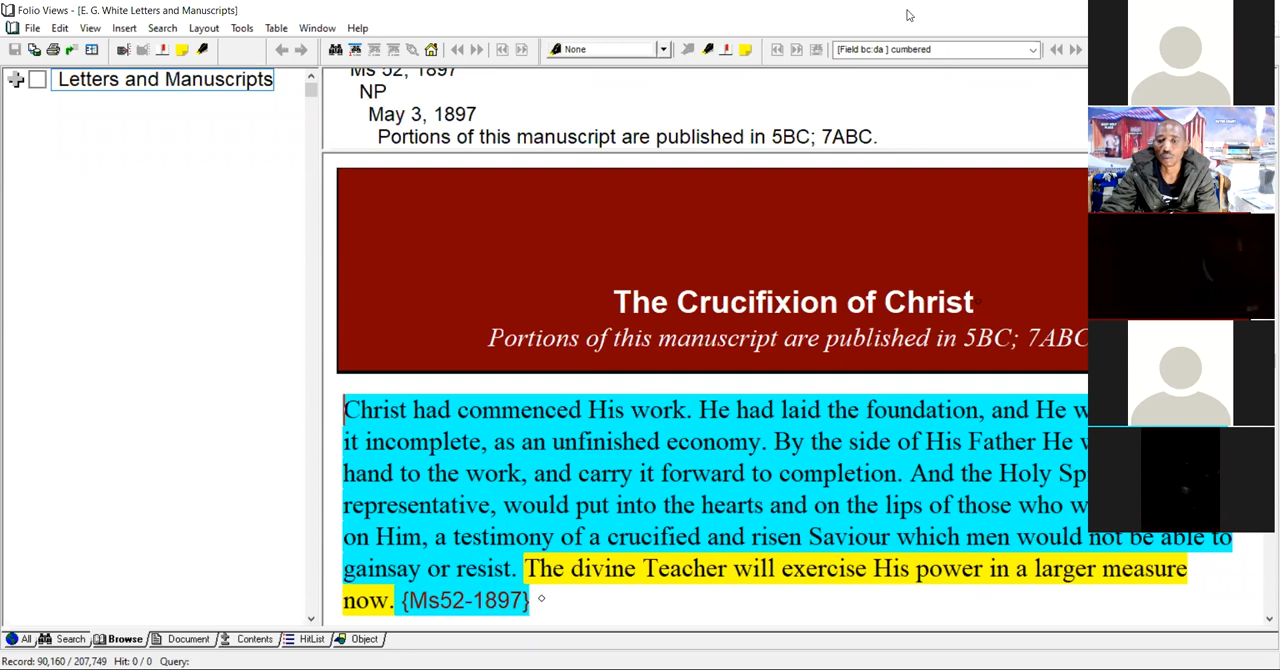 Folio Views - [E. G. White Letters and Manuscripts]
File Edit View Insert Search Layout Tools Table Window Help
None
[Field bc:da ] cumbered
Letters and Manuscripts
Ms 52, 1897
NP
May 3, 1897
Portions of this manuscript are published in 5BC; 7ABC.
The Crucifixion of Christ
Portions of this manuscript are published in 5BC; 7ABC
Christ had commenced His work. He had laid the foundation, and He
it incomplete, as an unfinished economy. By the side of His Father He
hand to the work, and carry it forward to completion. And the Holy
representative, would put into the hearts and on the lips of those who
on Him, a testimony of a crucified and risen Saviour which men would not be able to
gainsay or resist. The divine Teacher will exercise His power in a larger measure
now. {Ms52-1897}
All Search Browse Document Contents HitList Object
Record: 90,160 / 207,749 Hit: 0 / 0 Query: